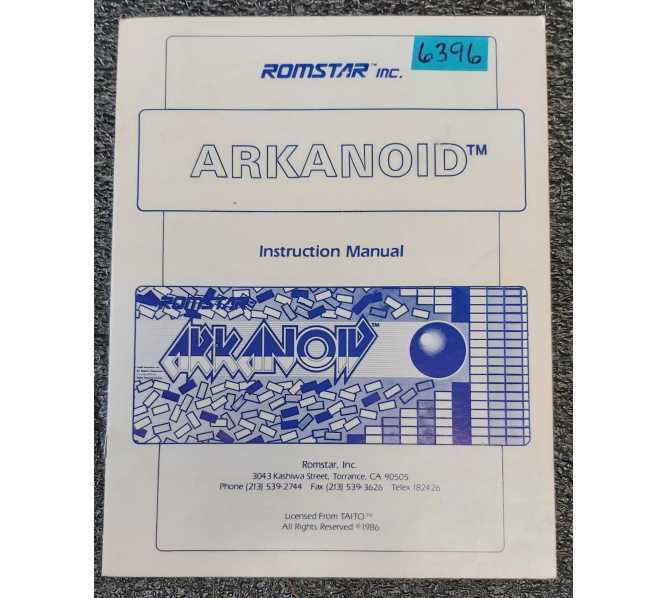 6396
ROMSTAR™ INC.
ARKANOID™
Instruction Manual
ROMSTAR
ARKANOID™
Romstar, Inc.
3043 Kashiwa Street, Torrance, CA 90505
Phone (213) 539-2744 Fax (213) 539-3626 Telex 182426
Licensed From TAITO™
All Rights Reserved ©1986